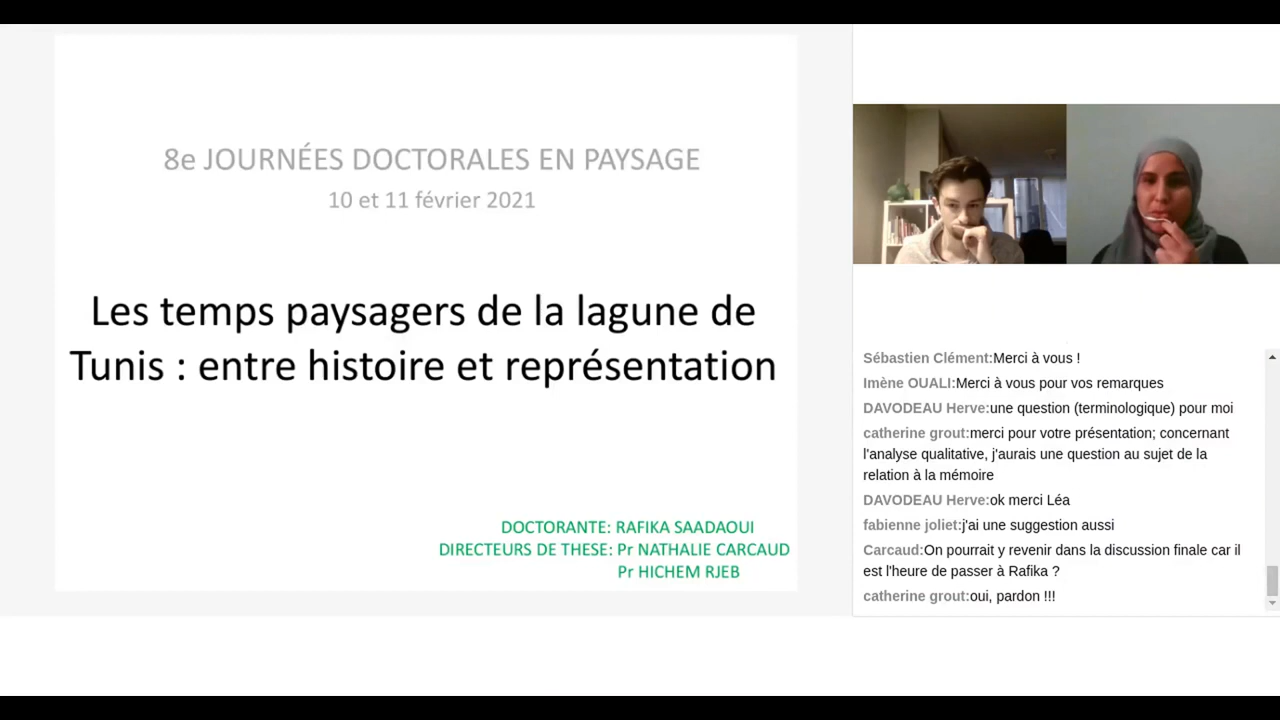 8e JOURNÉES DOCTORALES EN PAYSAGE
10 et 11 février 2021
Les temps paysagers de la lagune de
Tunis : entre histoire et représentation
DOCTORANTE: RAFIKA SAADAOUI
DIRECTEURS DE THESE: Pr NATHALIE CARCAUD
Pr HICHEM RJEB
Sébastien Clément:Merci à vous !
Imène OUALI:Merci à vous pour vos remarques
DAVODEAU Herve:une question (terminologique) pour moi
catherine grout:merci pour votre présentation; concernant
l'analyse qualitative, j'aurais une question au sujet de la
relation à la mémoire
DAVODEAU Herve:ok merci Léa
fabienne joliet:j'ai une suggestion aussi
Carcaud:On pourrait y revenir dans la discussion finale car il
est l'heure de passer à Rafika ?
catherine grout:oui, pardon !!!